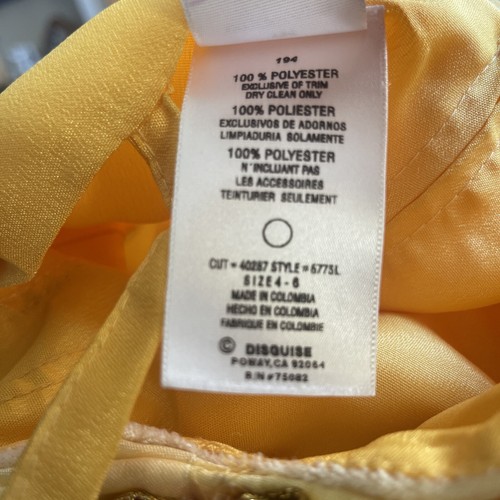 194
100 % POLYESTER
EXCLUSIVE OF TRIM
DRY CLEAN ONLY
100% POLIESTER
EXCLUSIVOS DE ADORNOS
LIMPIADURIA SOLAMENTE
100% POLYESTER
N'INCLUANT PAS
LES ACCESSOIRES
TEINTURIER SEULEMENT
CUT = 40287 STYLE = 6775L
SIZE 4 - 6
MADE IN COLOMBIA
HECHO EN COLOMBIA
FABRIQUE EN COLOMBIE
© DISGUISE
POWAY, CA 92064
R/N # 75082